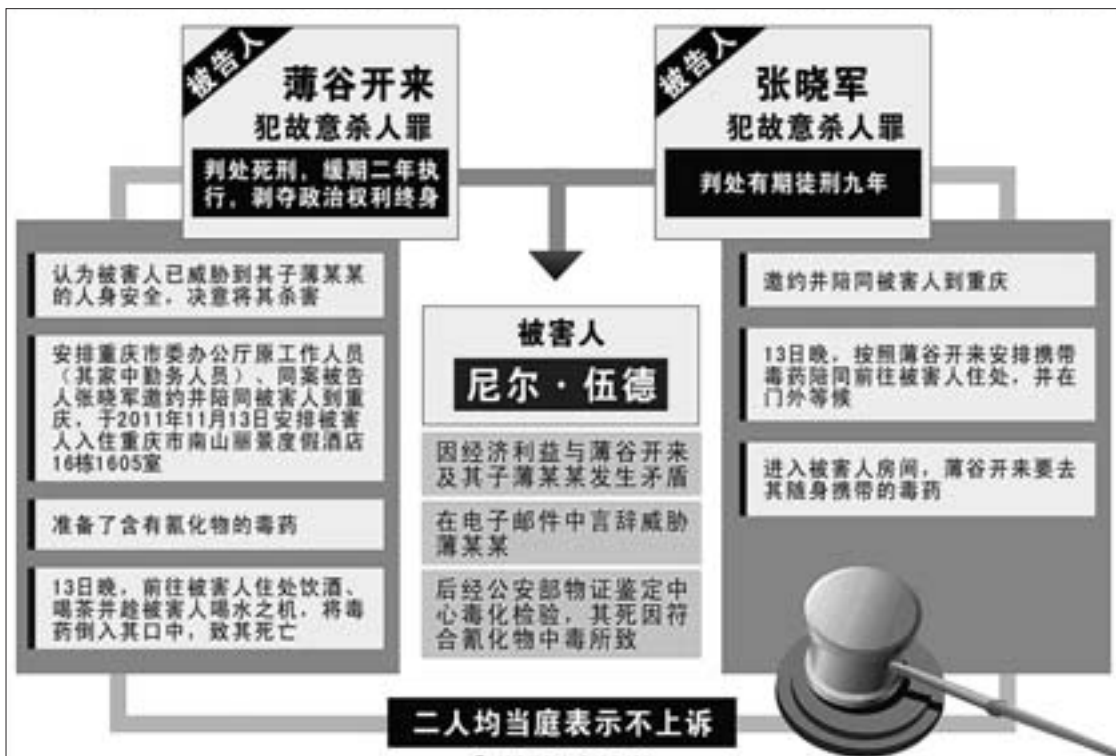 被告人
薄谷开来
犯故意杀人罪
判处死刑，缓期二年执
行，剥夺政治权利终身
认为被害人已威胁到其子薄某某
的人身安全，决意将其杀害
安排重庆市委办公厅原工作人员
（其家中勤务人员）、同案被告
人张晓军邀约并陪同被害人到重
庆，于2011年11月13日安排被害
人入住重庆市南山丽景度假酒店
16栋1605室
准备了含有氰化物的毒药
13日晚，前往被害人住处饮酒、
喝茶并趁被害人喝水之机，将毒
药倒入其口中，致其死亡
被害人
尼尔·伍德
因经济利益与薄谷开来
及其子薄某某发生矛盾
在电子邮件中言辞威胁
薄某某
后经公安部物证鉴定中
心毒化检验，其死因符
合氰化物中毒所致
被告人
张晓军
犯故意杀人罪
判处有期徒刑九年
邀约并陪同被害人到重庆
13日晚，按照薄谷开来安排携带
毒药陪同前往被害人住处，并在
门外等候
进入被害人房间，薄谷开来要去
其随身携带的毒药
二人均当庭表示不上诉